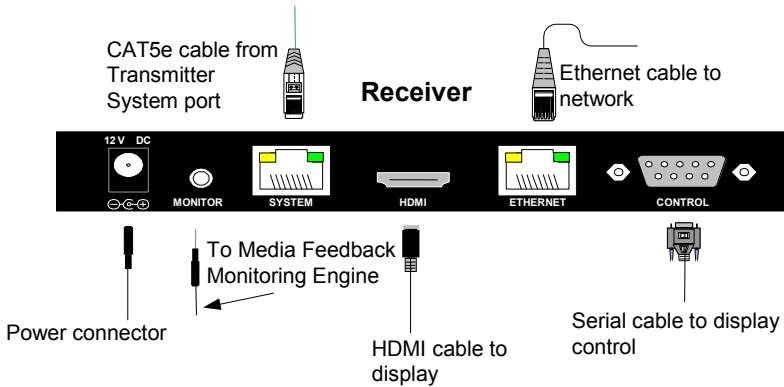 CAT5e cable from
Transmitter
System port
Receiver
Ethernet cable to
network
12 V DC
MONITOR
SYSTEM
HDMI
ETHERNET
CONTROL
To Media Feedback
Monitoring Engine
Power connector
HDMI cable to
display
Serial cable to display
control